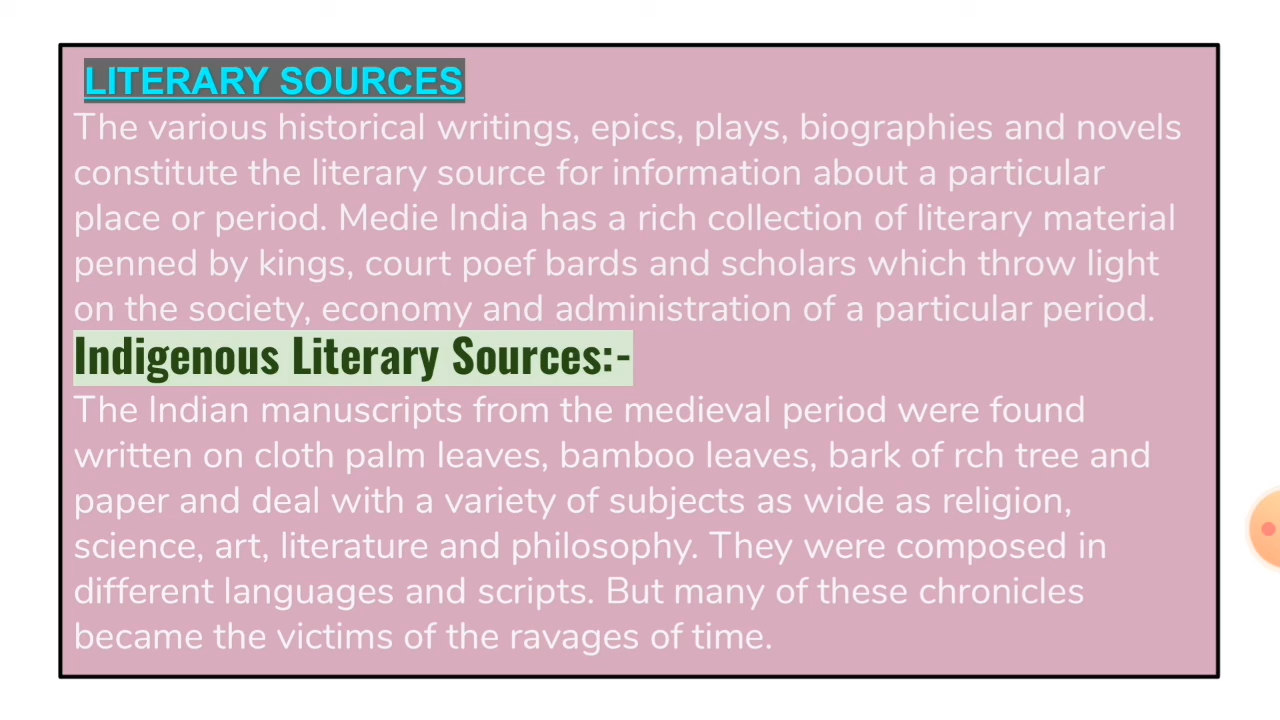 LITERARY SOURCES
The various historical writings, epics, plays, biographies and novels
constitute the literary source for information about a particular
place or period. Medie India has a rich collection of literary material
penned by kings, court poef bards and scholars which throw light
on the society, economy and administration of a particular period.
Indigenous Literary Sources:-
The Indian manuscripts from the medieval period were found
written on cloth palm leaves, bamboo leaves, bark of rch tree and
paper and deal with a variety of subjects as wide as religion,
science, art, literature and philosophy. They were composed in
different languages and scripts. But many of these chronicles
became the victims of the ravages of time.